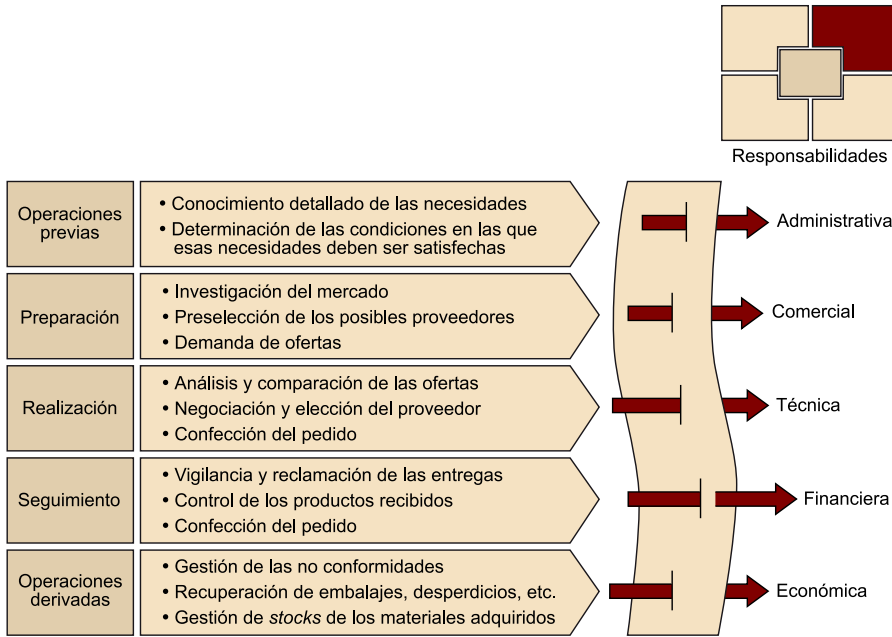 Responsabilidades
Operaciones
previas
• Conocimiento detallado de las necesidades
• Determinación de las condiciones en las que
esas necesidades deben ser satisfechas
Administrativa
Preparación
• Investigación del mercado
• Preselección de los posibles proveedores
• Demanda de ofertas
Comercial
Realización
• Análisis y comparación de las ofertas
• Negociación y elección del proveedor
• Confección del pedido
Técnica
Seguimiento
• Vigilancia y reclamación de las entregas
• Control de los productos recibidos
• Confección del pedido
Financiera
Operaciones
derivadas
• Gestión de las no conformidades
• Recuperación de embalajes, desperdicios, etc.
• Gestión de stocks de los materiales adquiridos
Económica